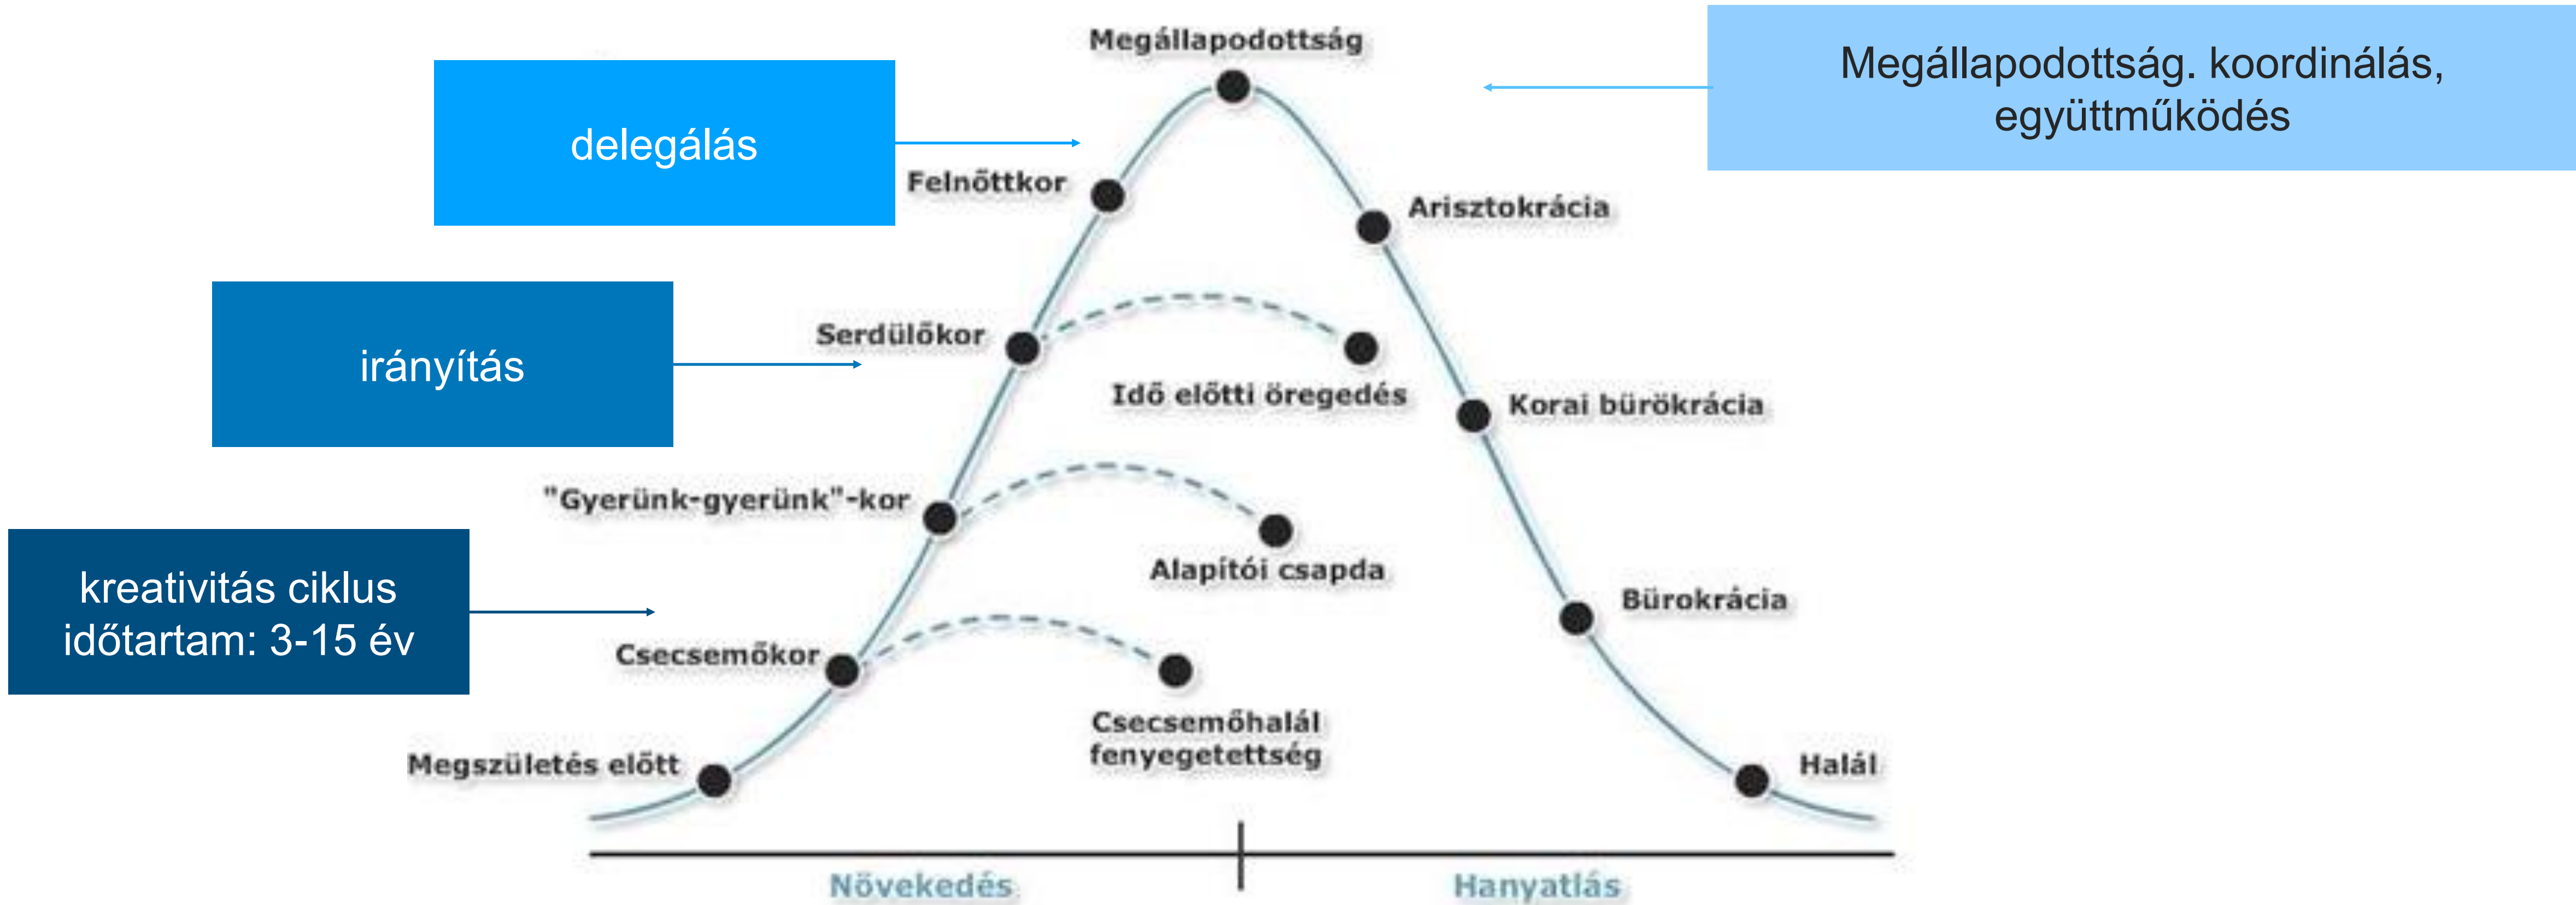 Megállapodottság
Megállapodottság. koordinálás,
együttműködés
delegálás
Felnőttkor
Arisztokrácia
irányítás
Serdülőkor
Idő előtti öregedés
Korai bürökrácia
"Gyerünk-gyerünk"-kor
Alapítói csapda
kreativitás ciklus
időtartam: 3-15 év
Bürokrácia
Csecsemőkor
Csecsemőhalál
fenyegetettség
Megszületés előtt
Halál
Növekedés
Hanyatlás